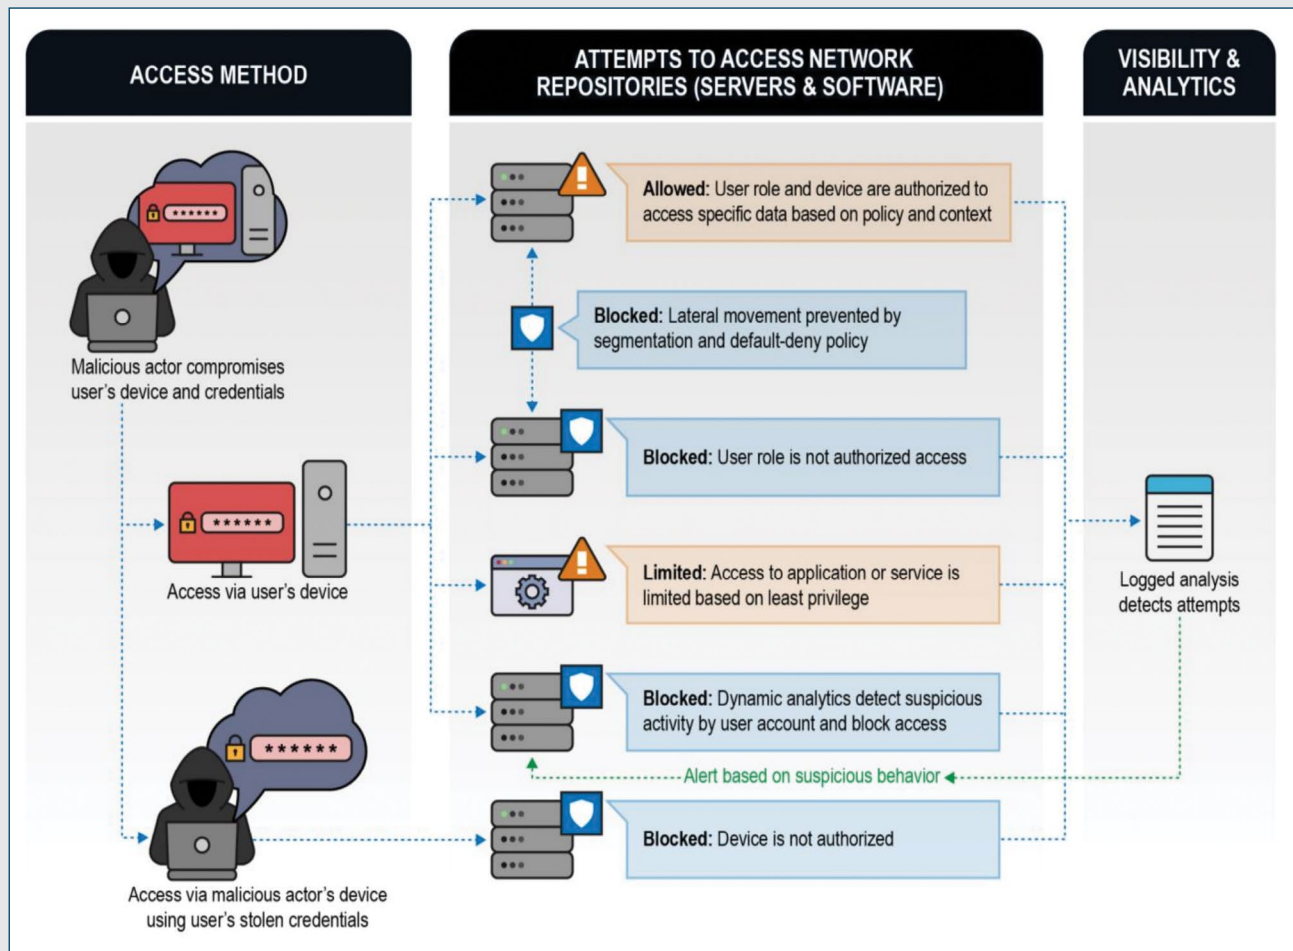 ACCESS METHOD
ATTEMPTS TO ACCESS NETWORK
REPOSITORIES (SERVERS & SOFTWARE)
VISIBILITY &
ANALYTICS
******
Malicious actor compromises
user's device and credentials
******
Access via user's device
******
Access via malicious actor's device
using user's stolen credentials
Allowed: User role and device are authorized to
access specific data based on policy and context
Blocked: Lateral movement prevented by
segmentation and default-deny policy
Blocked: User role is not authorized access
Limited: Access to application or service is
limited based on least privilege
Blocked: Dynamic analytics detect suspicious
activity by user account and block access
Alert based on suspicious behavior
Blocked: Device is not authorized
Logged analysis
detects attempts